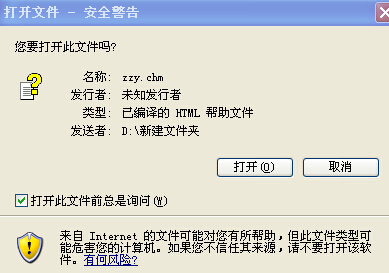 打开文件 - 安全警告
您要打开此文件吗?
名称: zzy.chm
发行者: 未知发行者
类型: 已编译的 HTML 帮助文件
发送者: D:\新建文件夹
打开(O) 取消
打开此文件前总是询问(W)
来自 Internet 的文件可能对您有所帮助,但此文件类型可
能危害您的计算机。如果您不信任其来源,请不要打开该软
件。有何风险?